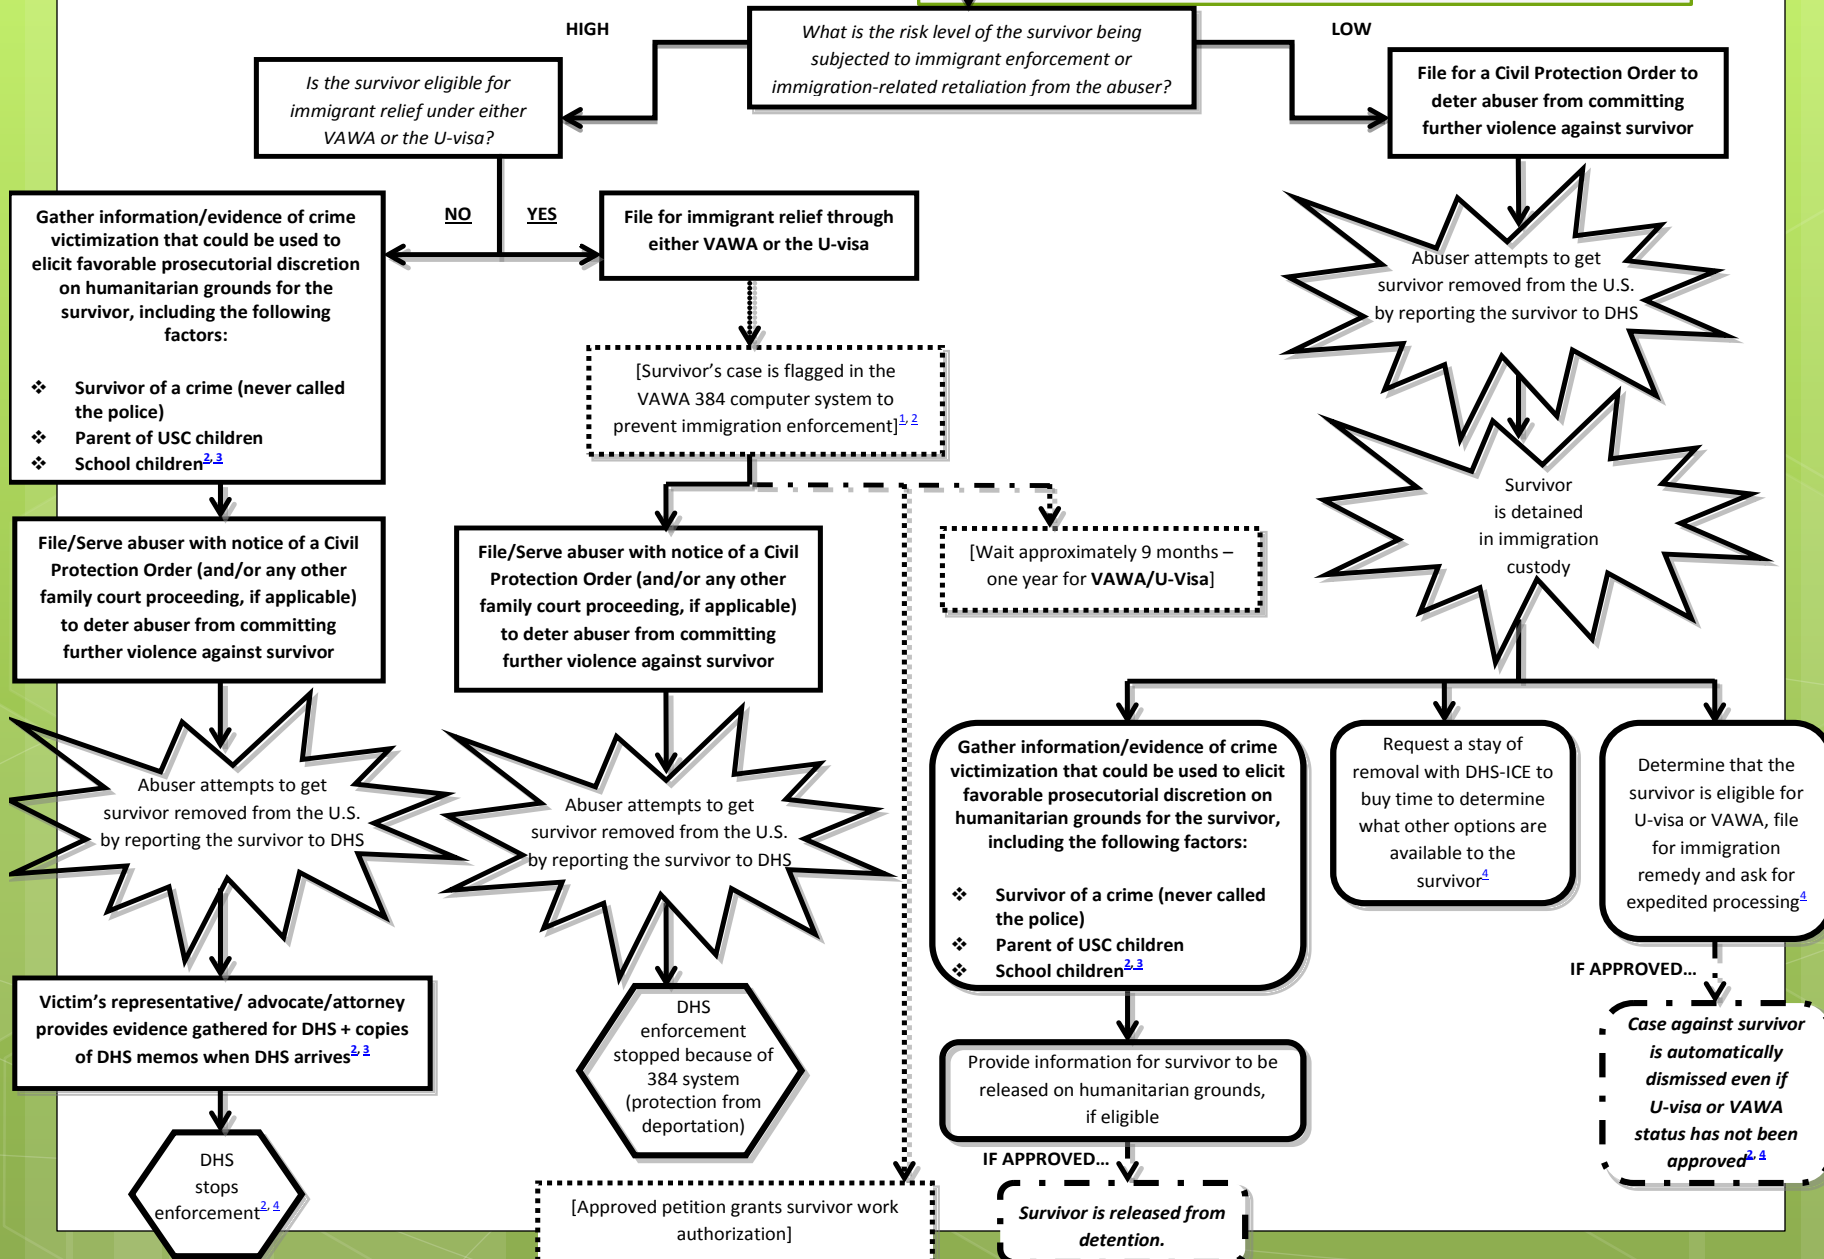 HIGH
What is the risk level of the survivor being
subjected to immigrant enforcement or
immigration-related retaliation from the abuser?
LOW
Is the survivor eligible for
immigrant relief under either
VAWA or the U-visa?
File for a Civil Protection Order to
deter abuser from committing
further violence against survivor
NO
YES
Gather information/evidence of crime
victimization that could be used to
elicit favorable prosecutorial discretion
on humanitarian grounds for the
survivor, including the following
factors:
❖ Survivor of a crime (never called
the police)
❖ Parent of USC children
❖ School children2, 3
File for immigrant relief through
either VAWA or the U-visa
[Survivor’s case is flagged in the
VAWA 384 computer system to
prevent immigration enforcement]1, 2
Abuser attempts to get
survivor removed from the U.S.
by reporting the survivor to DHS
Survivor
is detained
in immigration
custody
File/Serve abuser with notice of a Civil
Protection Order (and/or any other
family court proceeding, if applicable)
to deter abuser from committing
further violence against survivor
File/Serve abuser with notice of a Civil
Protection Order (and/or any other
family court proceeding, if applicable)
to deter abuser from committing
further violence against survivor
[Wait approximately 9 months –
one year for VAWA/U-Visa]
Abuser attempts to get
survivor removed from the U.S.
by reporting the survivor to DHS
Abuser attempts to get
survivor removed from the U.S.
by reporting the survivor to DHS
Gather information/evidence of crime
victimization that could be used to elicit
favorable prosecutorial discretion on
humanitarian grounds for the survivor,
including the following factors:
❖ Survivor of a crime (never called
the police)
❖ Parent of USC children
❖ School children2, 3
Request a stay of
removal with DHS-ICE to
buy time to determine
what other options are
available to the
survivor4
Determine that the
survivor is eligible for
U-visa or VAWA, file
for immigration
remedy and ask for
expedited processing4
Victim’s representative/ advocate/attorney
provides evidence gathered for DHS + copies
of DHS memos when DHS arrives2, 3
DHS
enforcement
stopped because of
384 system
(protection from
deportation)
Provide information for survivor to be
released on humanitarian grounds,
if eligible
IF APPROVED…
Case against survivor
is automatically
dismissed even if
U-visa or VAWA
status has not been
approved2, 4
DHS
stops
enforcement2, 4
[Approved petition grants survivor work
authorization]
IF APPROVED…
Survivor is released from
detention.